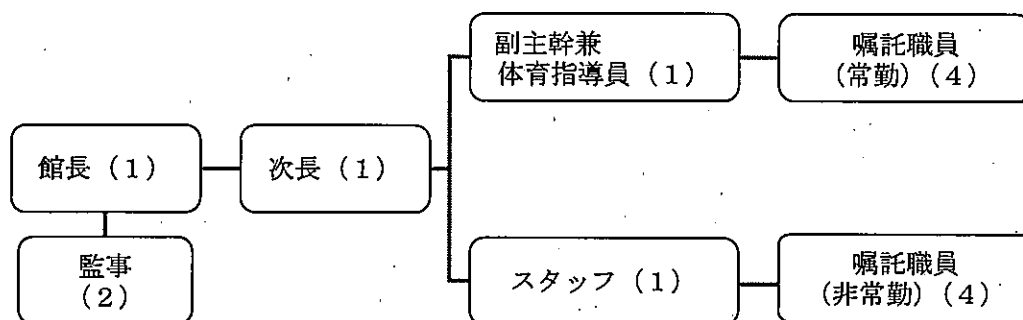 副主幹兼
体育指導員（1）
嘱託職員
(常勤)（4）
館長（1）
次長（1）
監事
（2）
スタッフ（1）
嘱託職員
(非常勤)（4）